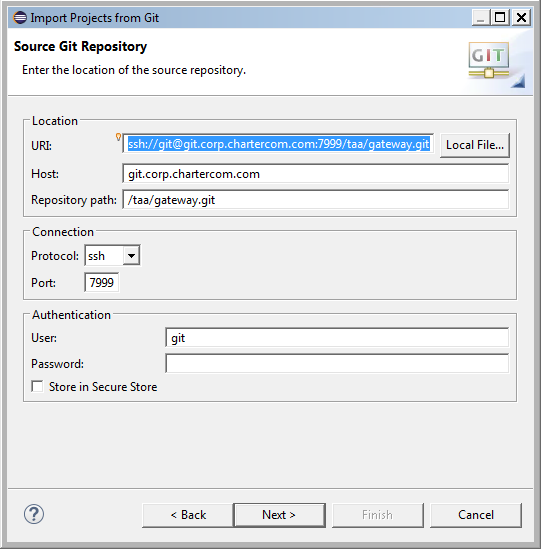 Import Projects from Git
Source Git Repository
Enter the location of the source repository.
GIT
Location
URI: ssh://git@git.corp.chartercom.com:7999/taa/gateway.git Local File...
Host: git.corp.chartercom.com
Repository path: /taa/gateway.git
Connection
Protocol: ssh
Port: 7999
Authentication
User: git
Password:
Store in Secure Store
? < Back Next > Finish Cancel